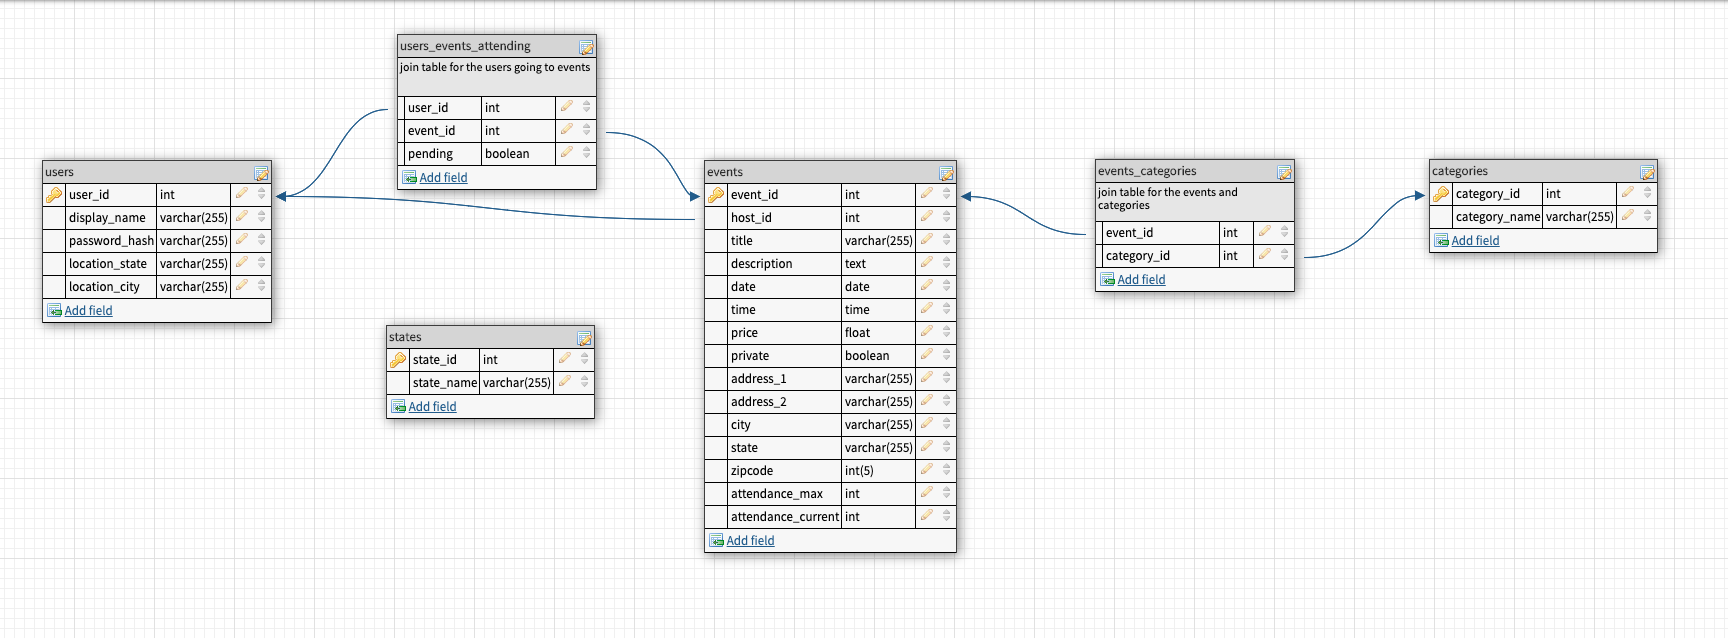 users_events_attending
join table for the users going to events
user_id int
event_id int
pending boolean
Add field
users
user_id int
display_name varchar(255)
password_hash varchar(255)
location_state varchar(255)
location_city varchar(255)
Add field
states
state_id int
state_name varchar(255)
Add field
events
event_id int
host_id int
title varchar(255)
description text
date date
time time
price float
private boolean
address_1 varchar(255)
address_2 varchar(255)
city varchar(255)
state varchar(255)
zipcode int(5)
attendance_max int
attendance_current int
Add field
events_categories
join table for the events and
categories
event_id int
category_id int
Add field
categories
category_id int
category_name varchar(255)
Add field